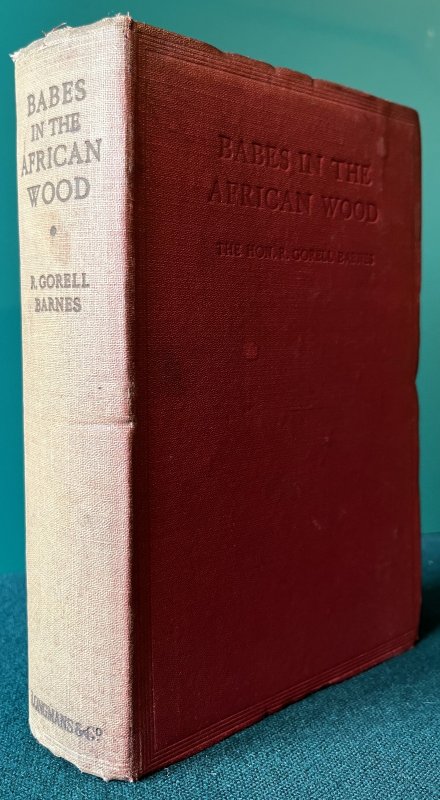 BABES
IN THE
AFRICAN
WOOD
R. GORELL
BARNES
LONGMANS & Co
BABES IN THE
AFRICAN WOOD
THE HON. R. GORELL BARNES